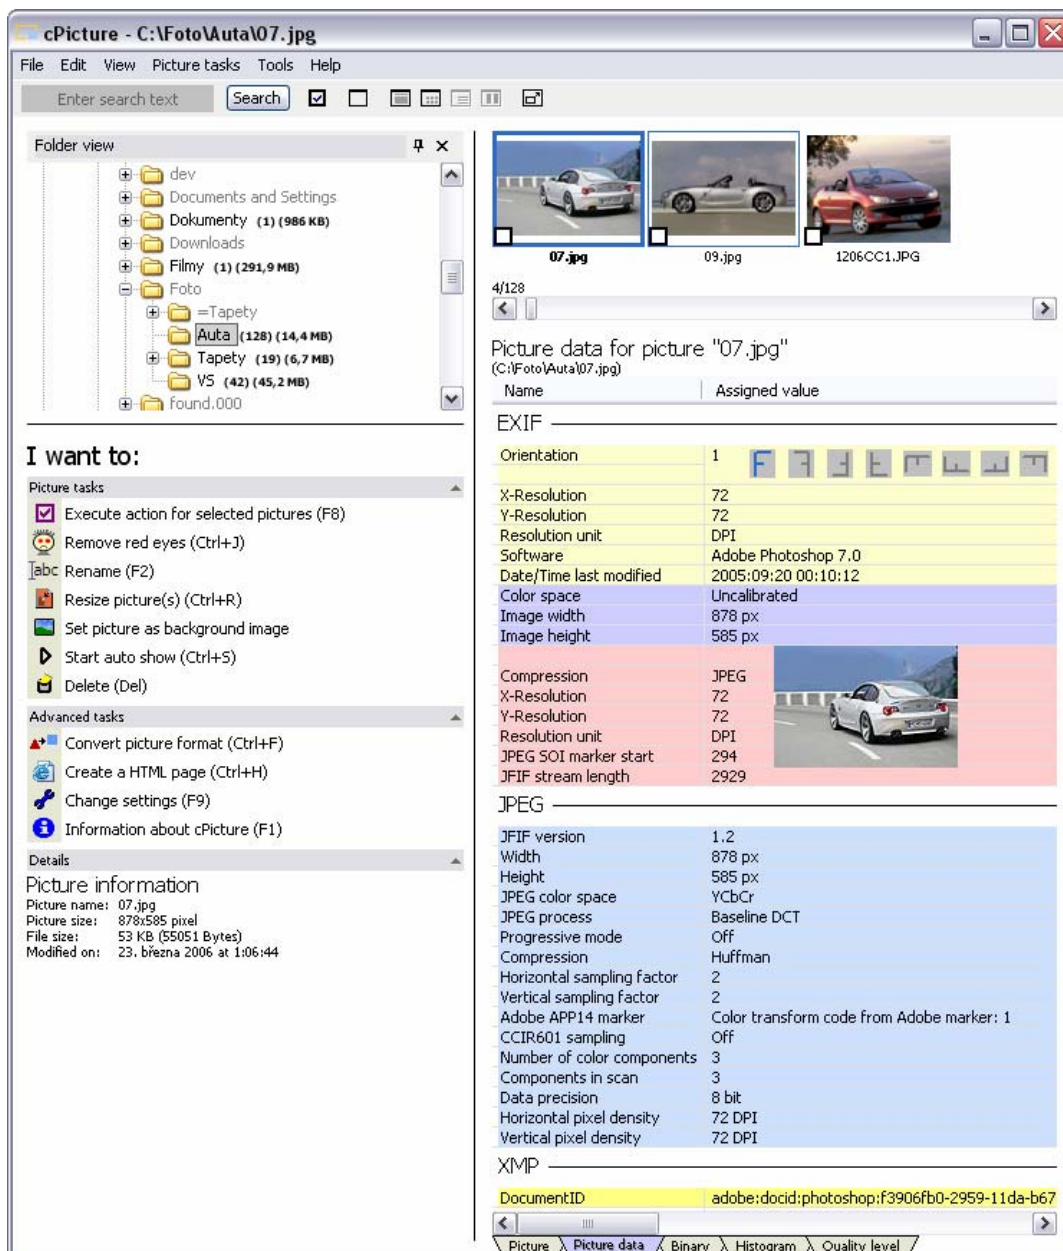 cPicture - C:\Foto\Auta\07.jpg
File Edit View Picture tasks Tools Help
Enter search text Search
Folder view
dev
Documents and Settings
Dokumenty (1) (986 KB)
Downloads
Filmy (1) (291,9 MB)
Foto
=Tapety
Auta (128) (14,4 MB)
Tapety (19) (6,7 MB)
VS (42) (45,2 MB)
found.000
I want to:
Picture tasks
Execute action for selected pictures (F8)
Remove red eyes (Ctrl+J)
abc Rename (F2)
Resize picture(s) (Ctrl+R)
Set picture as background image
Start auto show (Ctrl+S)
Delete (Del)
Advanced tasks
Convert picture format (Ctrl+F)
Create a HTML page (Ctrl+H)
Change settings (F9)
Information about cPicture (F1)
Details
Picture information
Picture name: 07.jpg
Picture size: 878x585 pixel
File size: 53 KB (55051 Bytes)
Modified on: 23. března 2006 at 1:06:44
07.jpg
09.jpg
1206CC1.JPG
4/128
Picture data for picture "07.jpg"
(C:\Foto\Auta\07.jpg)
Name Assigned value
EXIF
Orientation 1 F F F F F F F F
X-Resolution 72
Y-Resolution 72
Resolution unit DPI
Software Adobe Photoshop 7.0
Date/Time last modified 2005:09:20 00:10:12
Color space Uncalibrated
Image width 878 px
Image height 585 px
Compression JPEG
X-Resolution 72
Y-Resolution 72
Resolution unit DPI
JPEG SOI marker start 294
JFIF stream length 2929
JPEG
JFIF version 1.2
Width 878 px
Height 585 px
JPEG color space YCbCr
JPEG process Baseline DCT
Progressive mode Off
Compression Huffman
Horizontal sampling factor 2
Vertical sampling factor 2
Adobe APP14 marker Color transform code from Adobe marker: 1
CCIR601 sampling Off
Number of color components 3
Components in scan 3
Data precision 8 bit
Horizontal pixel density 72 DPI
Vertical pixel density 72 DPI
XMP
DocumentID adobe:docid:photoshop:f3906fb0-2959-11da-b67
Picture Picture data Binary Histogram Quality level